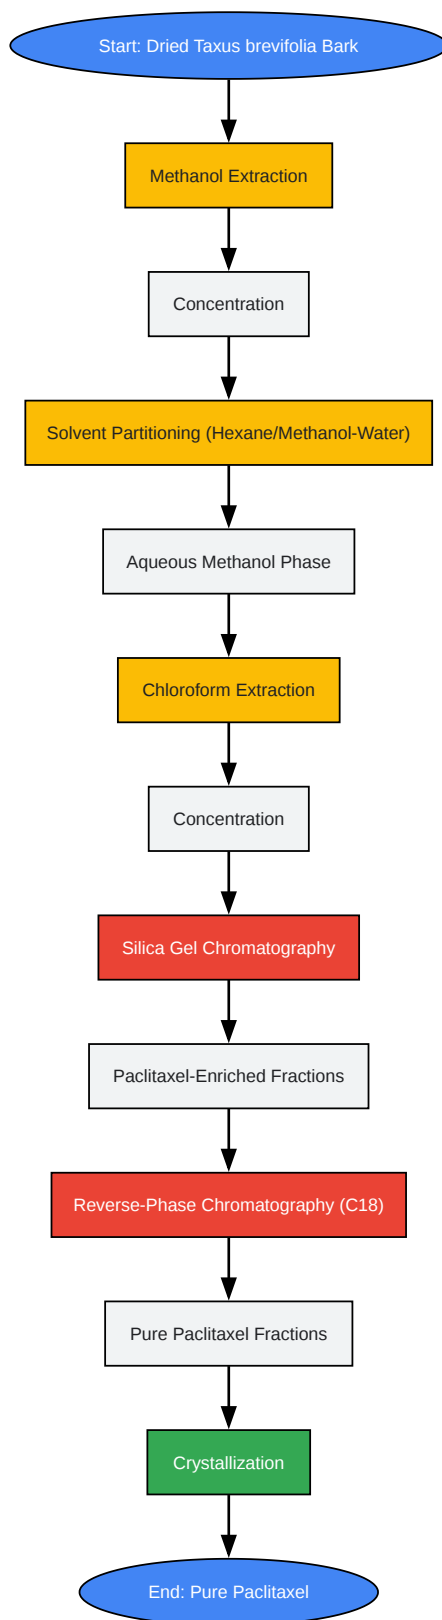 Start: Dried Taxus brevifolia Bark
Methanol Extraction
Concentration
Solvent Partitioning (Hexane/Methanol-Water)
Aqueous Methanol Phase
Chloroform Extraction
Concentration
Silica Gel Chromatography
Paclitaxel-Enriched Fractions
Reverse-Phase Chromatography (C18)
Pure Paclitaxel Fractions
Crystallization
End: Pure Paclitaxel